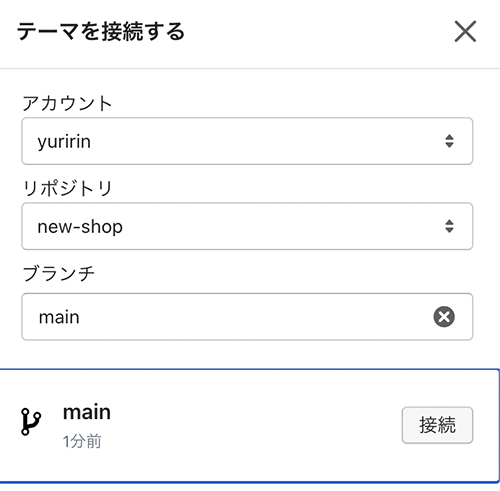 テーマを接続する
アカウント
yuririn
リポジトリ
new-shop
ブランチ
main
main
1分前
接続